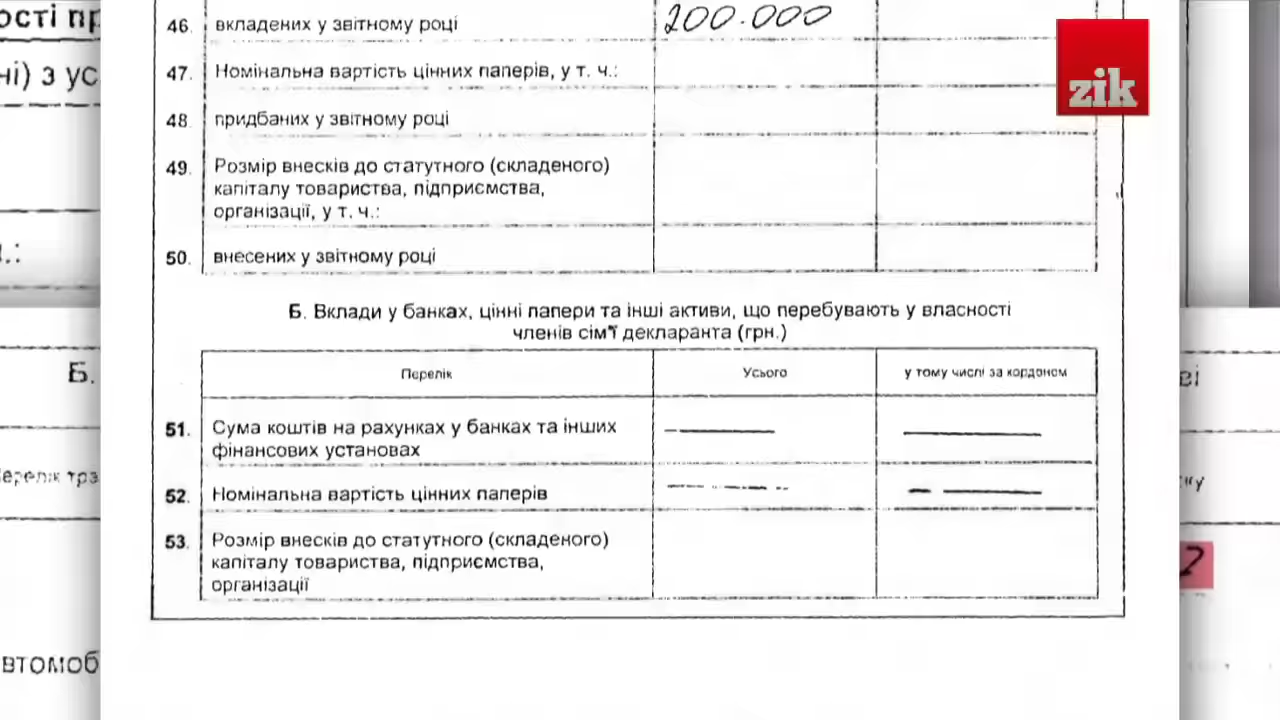 46. вкладених у звітному році 200.000
47. Номінальна вартість цінних паперів, у т. ч.:
48. придбаних у звітному році
49. Розмір внесків до статутного (складеного)
капіталу товариства, підприємства,
організації, у т. ч.:
50. внесених у звітному році
Б. Вклади у банках, цінні папери та інші активи, що перебувають у власності
членів сім'ї декларанта (грн.)
Перелік Усього у тому числі за кордоном
51. Сума коштів на рахунках у банках та інших
фінансових установах
52. Номінальна вартість цінних паперів
53. Розмір внесків до статутного (складеного)
капіталу товариства, підприємства,
організації
zik
ості пр
ні) з ус
.:
Б.
автомоб
2